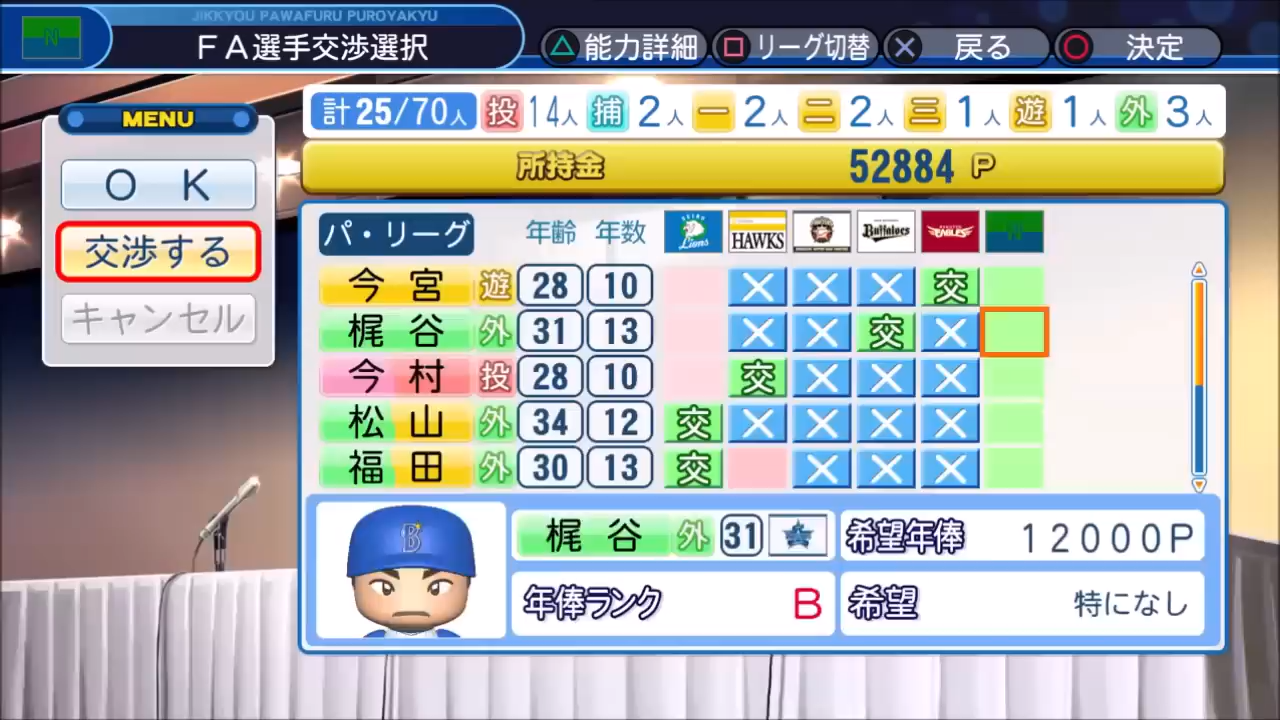 JIKKYOU PAWAFURU PUROYAKYU
N
FA選手交渉選択
△ 能力詳細 □ リーグ切替 × 戻る ○ 決定
MENU
OK
交渉する
キャンセル
計25/70人 投14人 捕2人 一2人 二2人 三1人 遊1人 外3人
所持金 52884P
パ・リーグ 年齢 年数 Lions HAWKS Buffaloes EAGLES N
今宮 遊 28 10 × × × 交
梶谷 外 31 13 × × 交 ×
今村 投 28 10 交 × × ×
松山 外 34 12 交 × × × ×
福田 外 30 13 交 × × ×
B
梶谷 外 31
希望年俸 12000P
年俸ランク B
希望 特になし